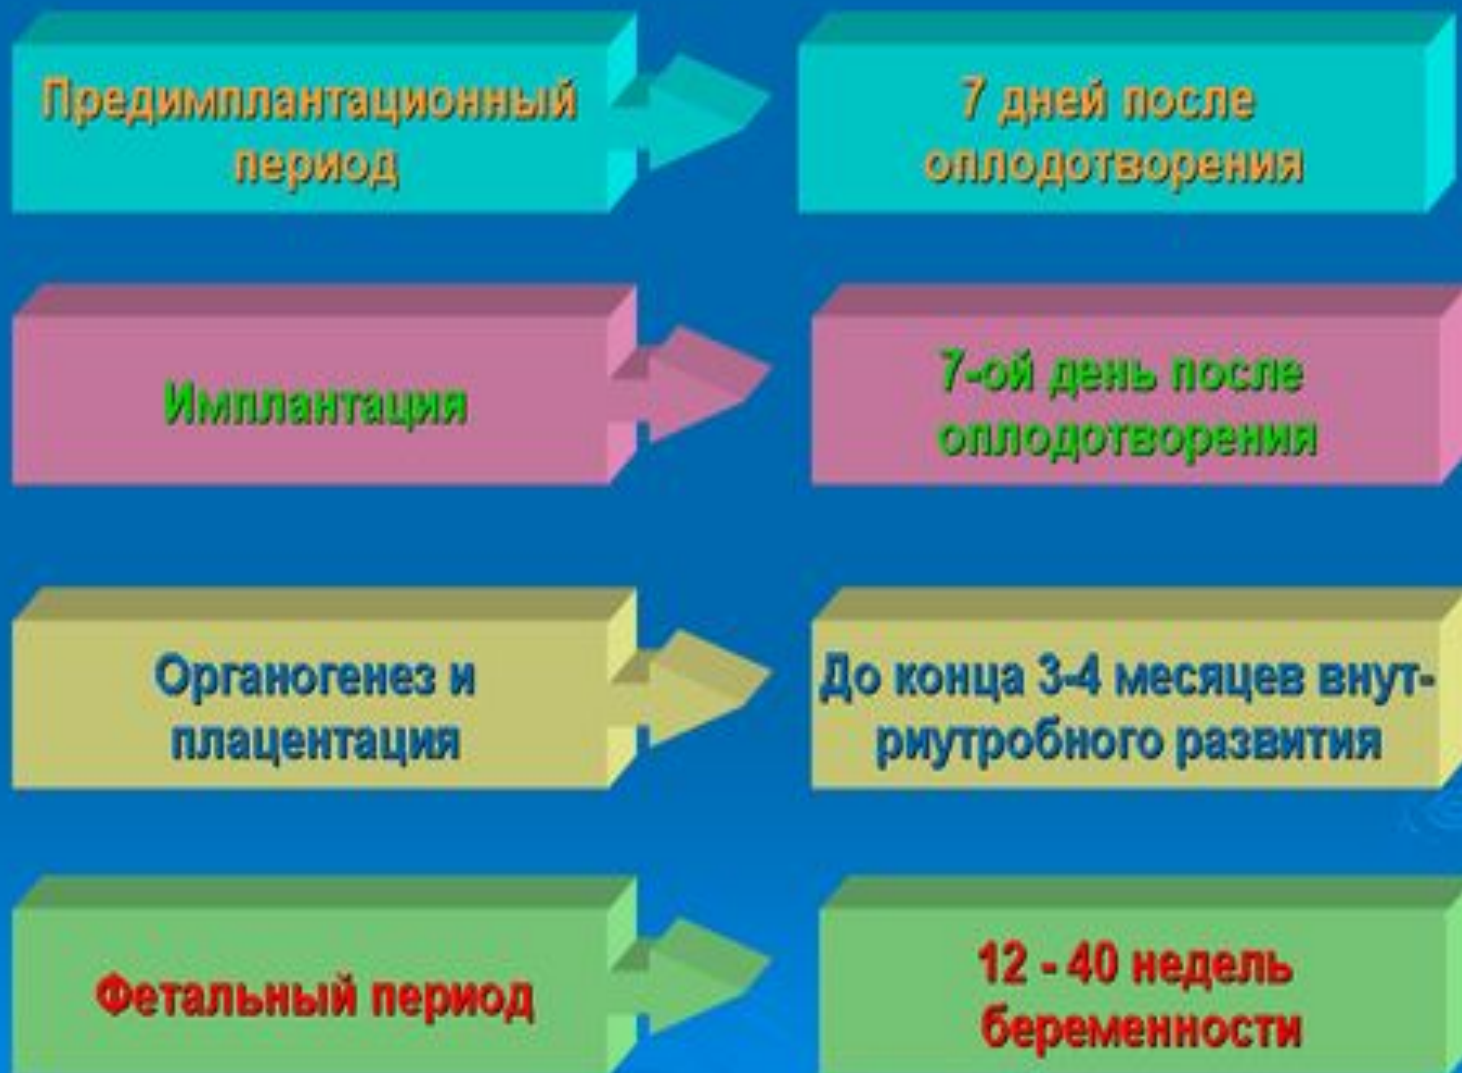 Предимплантационный
период
7 дней после
оплодотворения
Имплантация
7-ой день после
оплодотворения
Органогенез и
плацентация
До конца 3-4 месяцев внут-
риутробного развития
Фетальный период
12 - 40 недель
беременности